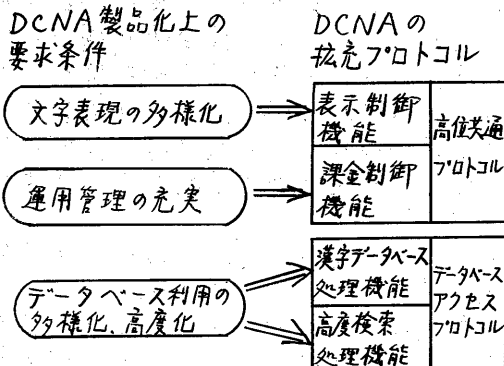 DCNA製品化上の
要求条件
DCNAの
拡充プロトコル
文字表現の多様化
表示制御
機能
課金制御
機能
高位共通
プロトコル
運用管理の充実
データベース利用の
多様化、高度化
漢字データベース
処理機能
高度検索
処理機能
データベース
アクセス
プロトコル